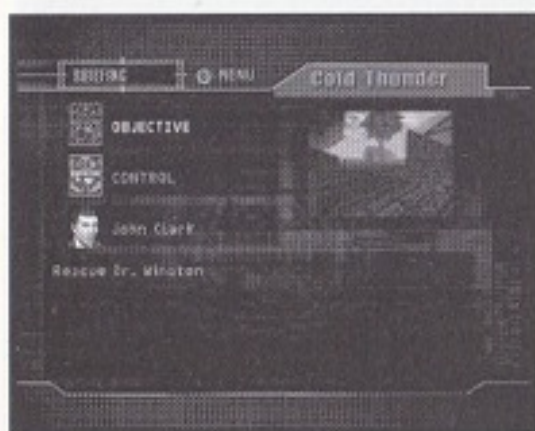 BRIEFING MENU Cold Thunder
OBJECTIVE
CONTROL
John Clark
Rescue Dr. Winston